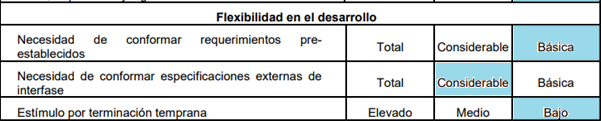 Flexibilidad en el desarrollo
Necesidad de conformar requerimientos pre-
establecidos
Total
Considerable
Básica
Necesidad de conformar especificaciones externas de
interfase
Total
Considerable
Básica
Estímulo por terminación temprana
Elevado
Medio
Bajo